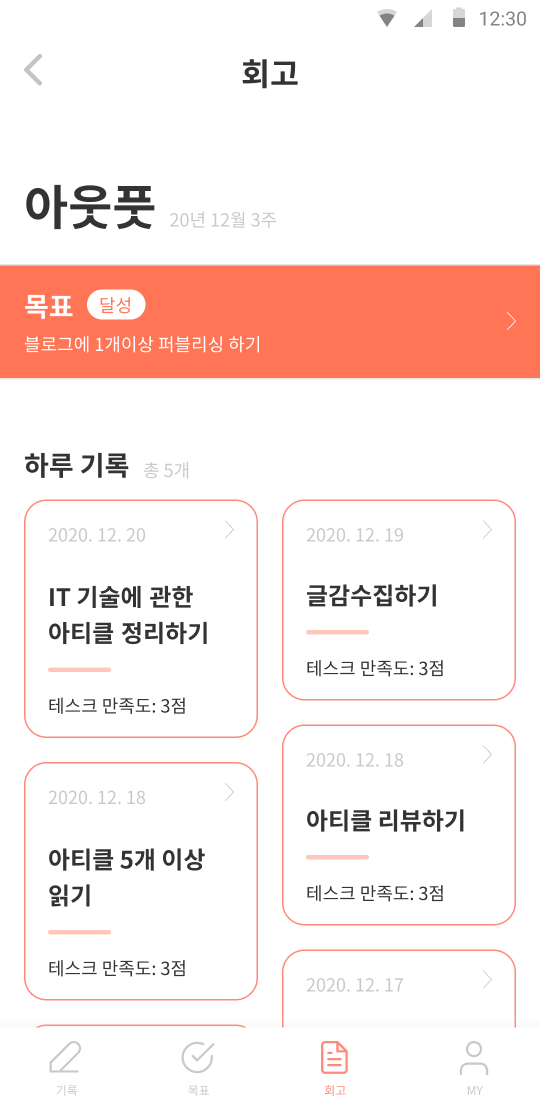 12:30
회고
아웃풋 20년 12월 3주
목표 달성
블로그에 1개이상 퍼블리싱 하기
하루 기록 총 5개
2020. 12. 20
IT 기술에 관한
아티클 정리하기
테스크 만족도: 3점
2020. 12. 19
글감수집하기
테스크 만족도: 3점
2020. 12. 18
아티클 5개 이상
읽기
테스크 만족도: 3점
2020. 12. 18
아티클 리뷰하기
테스크 만족도: 3점
2020. 12. 17
기록 목표 회고 MY